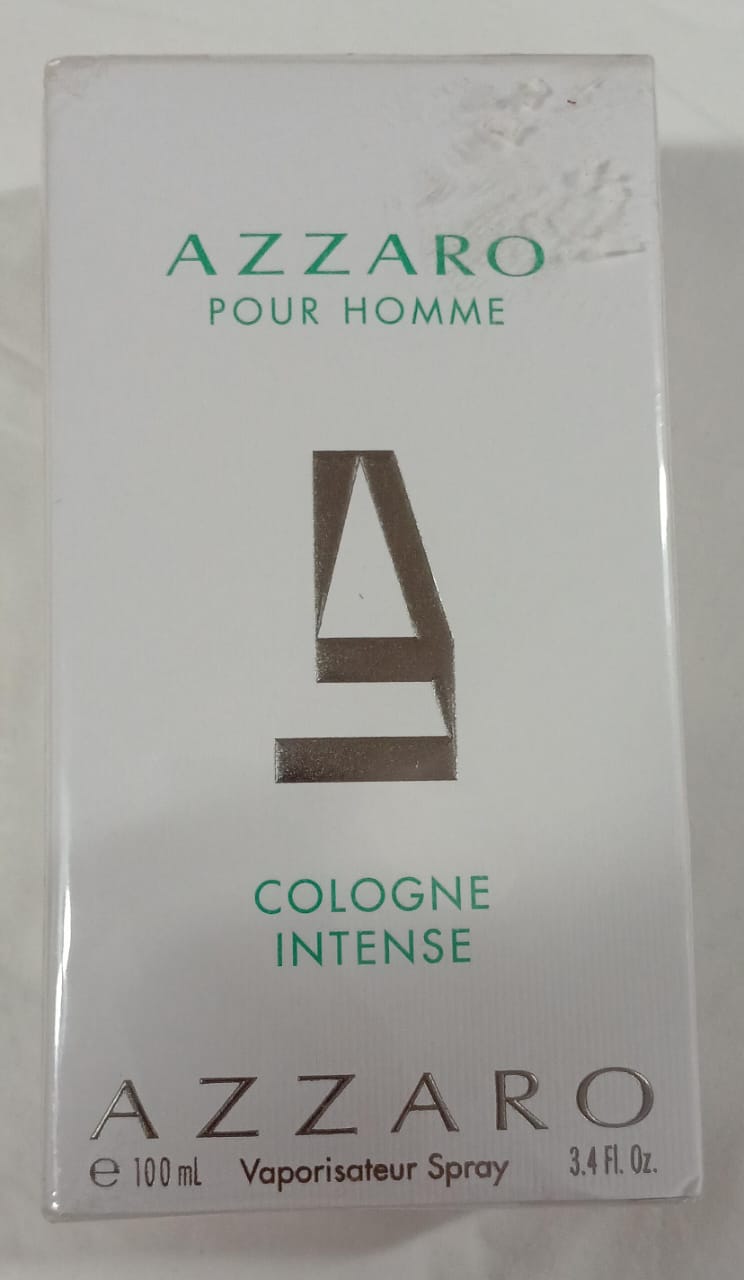 AZZARO
POUR HOMME
COLOGNE
INTENSE
AZZARO
e 100 mL Vaporisateur Spray 3.4 Fl. Oz.